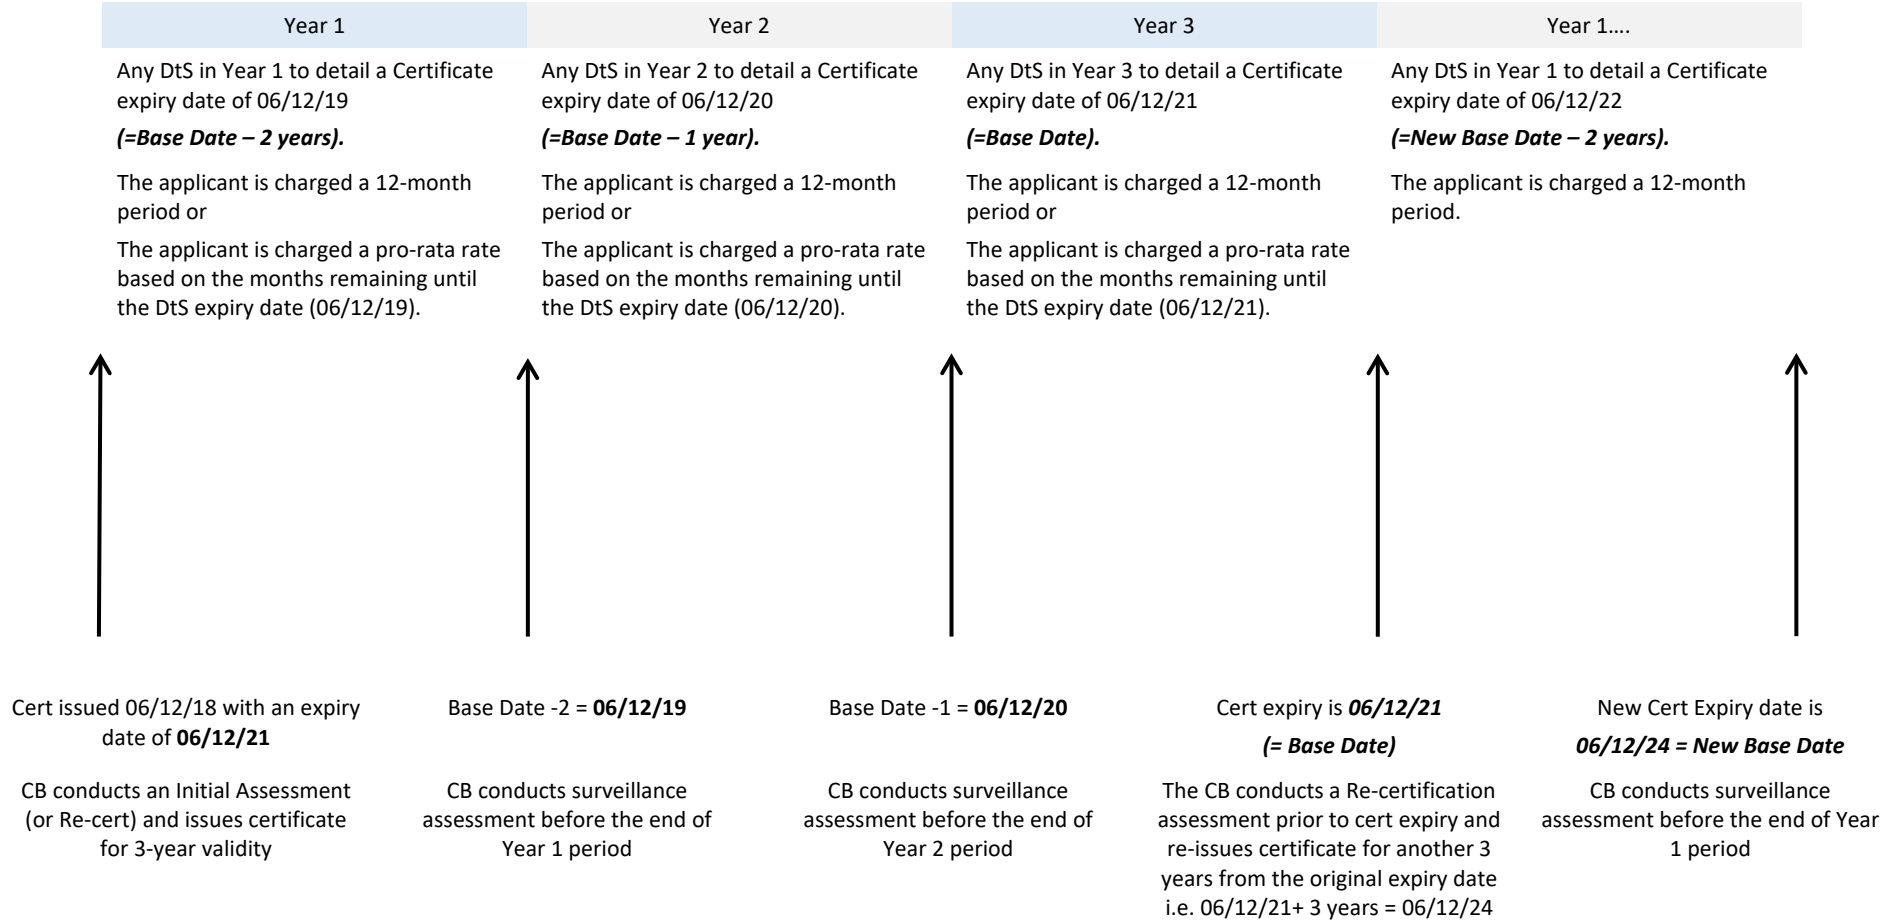 Year 1
Year 2
Year 3
Year 1....
Any DtS in Year 1 to detail a Certificate
expiry date of 06/12/19
(=Base Date – 2 years).
The applicant is charged a 12-month
period or
The applicant is charged a pro-rata rate
based on the months remaining until
the DtS expiry date (06/12/19).
Any DtS in Year 2 to detail a Certificate
expiry date of 06/12/20
(=Base Date – 1 year).
The applicant is charged a 12-month
period or
The applicant is charged a pro-rata rate
based on the months remaining until
the DtS expiry date (06/12/20).
Any DtS in Year 3 to detail a Certificate
expiry date of 06/12/21
(=Base Date).
The applicant is charged a 12-month
period or
The applicant is charged a pro-rata rate
based on the months remaining until
the DtS expiry date (06/12/21).
Any DtS in Year 1 to detail a Certificate
expiry date of 06/12/22
(=New Base Date – 2 years).
The applicant is charged a 12-month
period.
Cert issued 06/12/18 with an expiry
date of 06/12/21
CB conducts an Initial Assessment
(or Re-cert) and issues certificate
for 3-year validity
Base Date -2 = 06/12/19
CB conducts surveillance
assessment before the end of
Year 1 period
Base Date -1 = 06/12/20
CB conducts surveillance
assessment before the end of
Year 2 period
Cert expiry is 06/12/21
(= Base Date)
The CB conducts a Re-certification
assessment prior to cert expiry and
re-issues certificate for another 3
years from the original expiry date
i.e. 06/12/21+ 3 years = 06/12/24
New Cert Expiry date is
06/12/24 = New Base Date
CB conducts surveillance
assessment before the end of Year
1 period